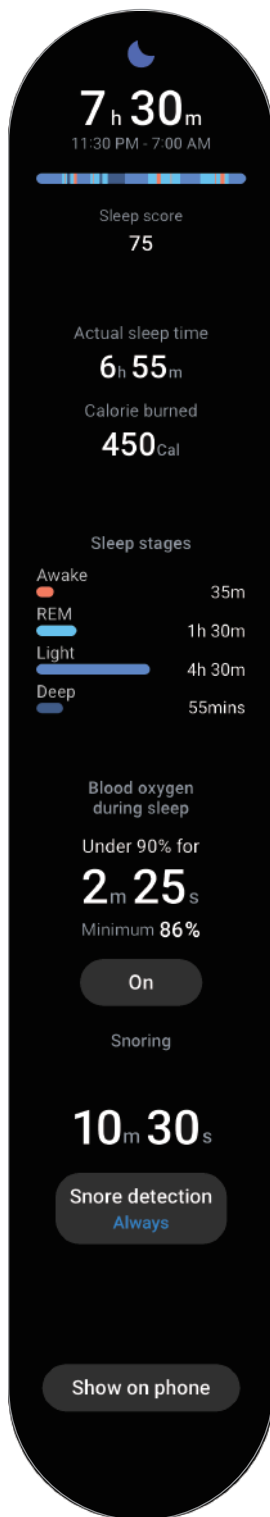 7h 30m
11:30 PM - 7:00 AM
Sleep score
75
Actual sleep time
6h 55m
Calorie burned
450Cal
Sleep stages
Awake
35m
REM
1h 30m
Light
4h 30m
Deep
55mins
Blood oxygen
during sleep
Under 90% for
2m 25s
Minimum 86%
On
Snoring
10m 30s
Snore detection
Always
Show on phone